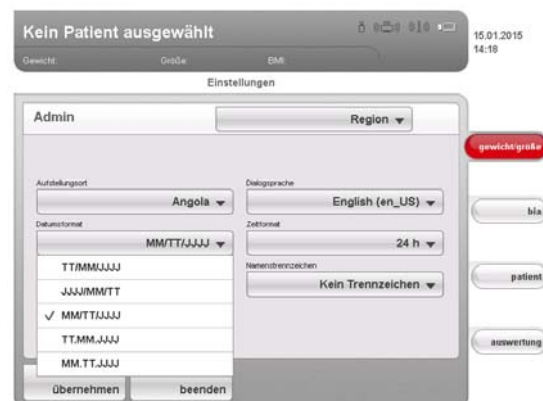 Kein Patient ausgewählt
15.01.2015
14:18
Gewicht: Größe: BMI:
Einstellungen
Admin
Region
gewicht/größe
Aufstellungsort
Dialogsprache
Angola
English (en_US)
bia
Datumsformat
Zeitformat
MM/TT/JJJJ
24 h
TT/MM/JJJJ
Namenstrennzeichen
Kein Trennzeichen
patient
JJJJ/MM/TT
✓ MM/TT/JJJJ
TT.MM.JJJJ
auswertung
MM.TT.JJJJ
übernehmen
beenden